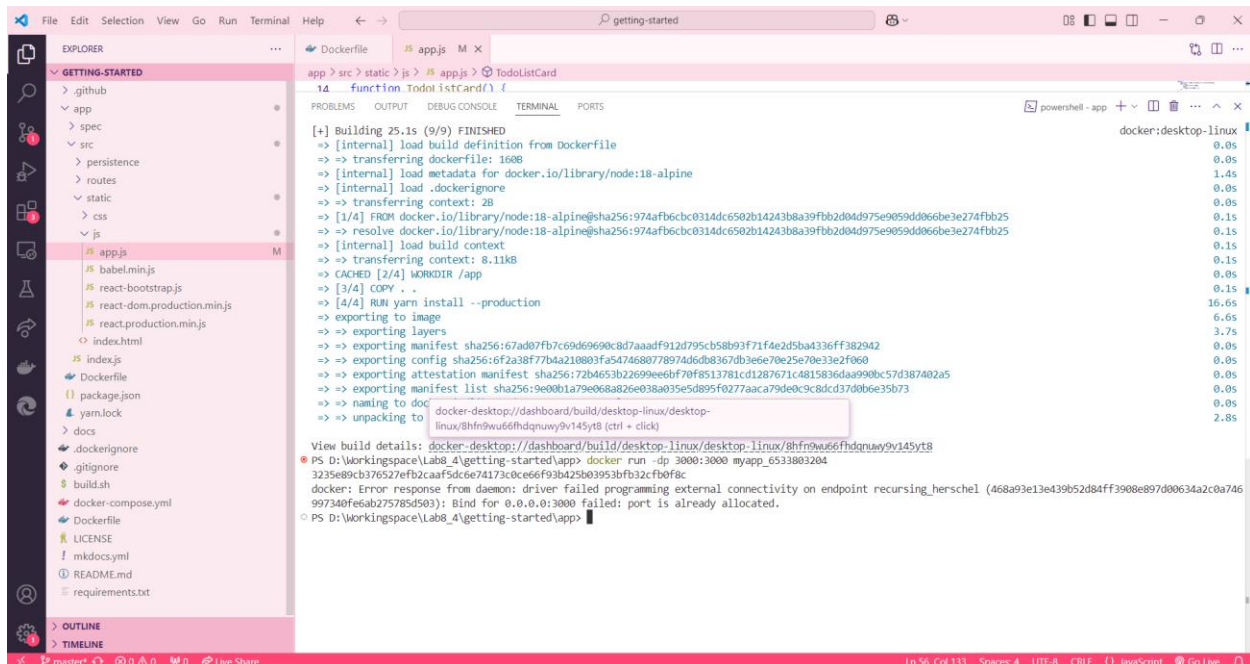 File Edit Selection View Go Run Terminal Help
getting-started
EXPLORER
GETTING-STARTED
.github
app
spec
src
persistence
routes
static
css
js
JS app.js M
JS babel.min.js
JS react-bootstrap.js
JS react-dom.production.min.js
JS react.production.min.js
<> index.html
JS index.js
Dockerfile
{} package.json
yarn.lock
docs
.dockerignore
.gitignore
$ build.sh
docker-compose.yml
Dockerfile
LICENSE
! mkdocs.yml
README.md
requirements.txt
OUTLINE
TIMELINE
Dockerfile JS app.js M
app > src > static > js > JS app.js > TodoListCard
14 function TodoListCard() {
PROBLEMS OUTPUT DEBUG CONSOLE TERMINAL PORTS powershell - app
[+] Building 25.1s (9/9) FINISHED docker:desktop-linux
=> [internal] load build definition from Dockerfile 0.0s
=> => transferring dockerfile: 160B 0.0s
=> [internal] load metadata for docker.io/library/node:18-alpine 1.4s
=> [internal] load .dockerignore 0.0s
=> => transferring context: 2B 0.0s
=> [1/4] FROM docker.io/library/node:18-alpine@sha256:974afb6cbc0314dc6502b14243b8a39fbb2d04d975e9059dd066be3e274fbb25 0.1s
=> => resolve docker.io/library/node:18-alpine@sha256:974afb6cbc0314dc6502b14243b8a39fbb2d04d975e9059dd066be3e274fbb25 0.1s
=> [internal] load build context 0.1s
=> => transferring context: 8.11kB 0.1s
=> CACHED [2/4] WORKDIR /app 0.0s
=> [3/4] COPY . . 0.1s
=> [4/4] RUN yarn install --production 16.6s
=> exporting to image 6.6s
=> => exporting layers 3.7s
=> => exporting manifest sha256:67ad07fb7c69d69690c8d7aaadf912d795cb58b93f71f4e2d5ba4336ff382942 0.0s
=> => exporting config sha256:6f2a38f77b4a210803fa5474680778974d6db8367db3e6e70e25e70e33e2f060 0.0s
=> => exporting attestation manifest sha256:72b4653b22699ee6bf70f8513781cd1287671c4815836daa990bc57d387402a5 0.0s
=> => exporting manifest list sha256:9e00b1a79e068a826e038a035e5d895f0277aaca79de0c9c8dcd37d0b6e35b73 0.0s
=> => naming to doc 0.0s
=> => unpacking to 2.8s
docker-desktop://dashboard/build/desktop-linux/desktop-
linux/8hfn9wu66fhdqnuwy9v145yt8 (ctrl + click)
View build details: docker-desktop://dashboard/build/desktop-linux/desktop-linux/8hfn9wu66fhdqnuwy9v145yt8
PS D:\Workingspace\Lab8_4\getting-started\app> docker run -dp 3000:3000 myapp_6533803204
3235e89cb376527efb2caaf5dc6e74173c0ce66f93b425b03953bfb32cfb0f8c
docker: Error response from daemon: driver failed programming external connectivity on endpoint recursing_herschel (468a93e13e439b52d84ff3908e897d00634a2c0a746
997340fe6ab275785d503): Bind for 0.0.0.0:3000 failed: port is already allocated.
PS D:\Workingspace\Lab8_4\getting-started\app>
master* 0 0 0 Live Share Ln 56, Col 133 Spaces: 4 UTF-8 CRLF {} JavaScript Go Live